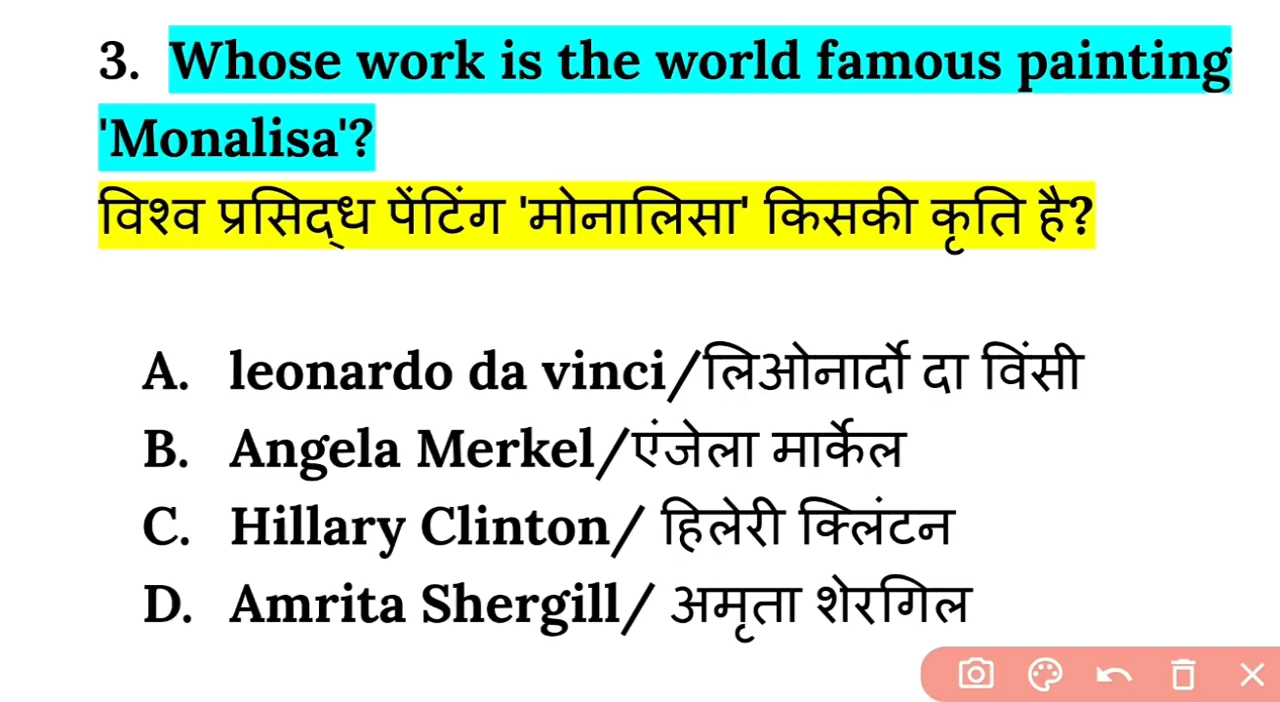 3. Whose work is the world famous painting
'Monalisa'?
विश्व प्रसिद्ध पेंटिंग 'मोनालिसा' किसकी कृति है?
A. leonardo da vinci/लिओनार्दो दा विंसी
B. Angela Merkel/एंजेला मार्केल
C. Hillary Clinton/ हिलेरी क्लिंटन
D. Amrita Shergill/ अमृता शेरगिल